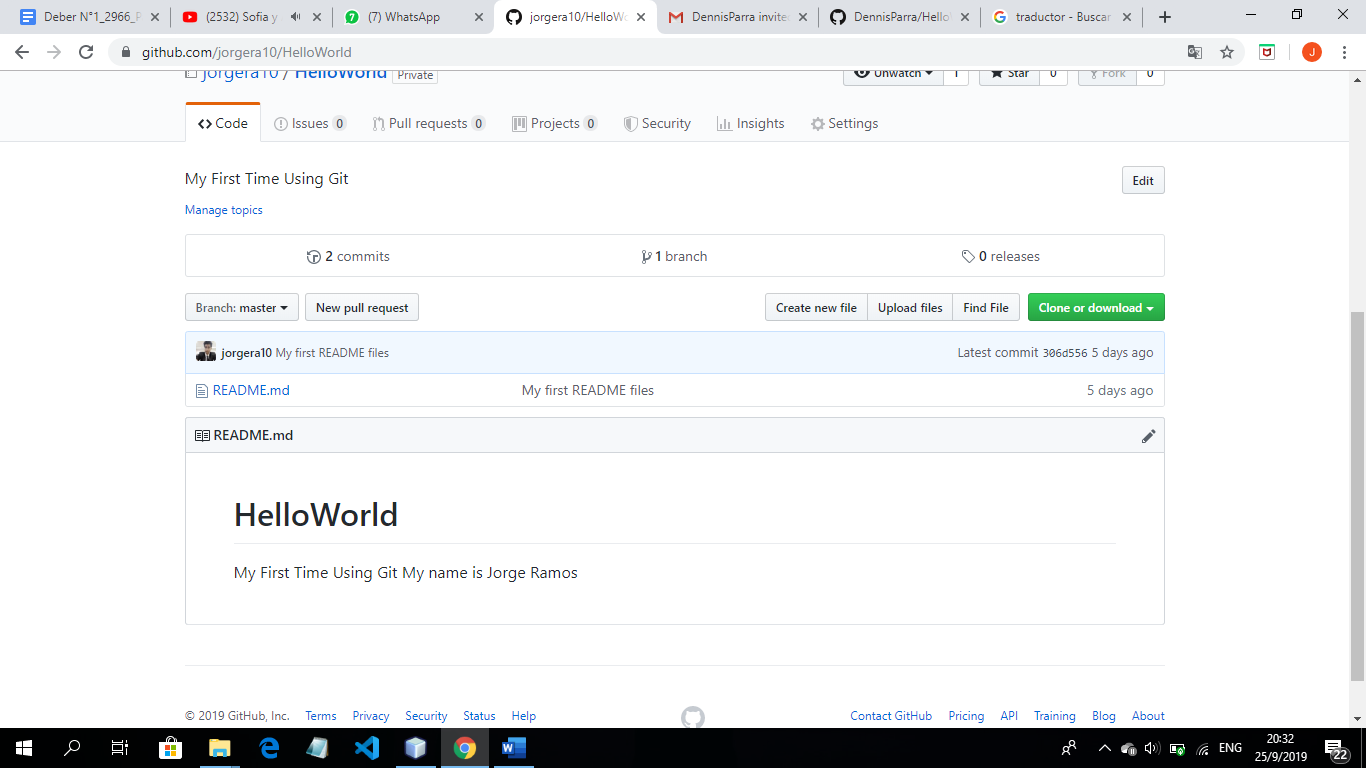 Deber N°1_2966_P
(2532) Sofia y
(7) WhatsApp
jorgera10/HelloWo
DennisParra invite
DennisParra/Hello
traductor - Buscar
github.com/jorgera10/HelloWorld
J
jorgera10 / HelloWorld Private
Unwatch 1 Star 0 Fork 0
Code Issues 0 Pull requests 0 Projects 0 Security Insights Settings
My First Time Using Git Edit
Manage topics
2 commits 1 branch 0 releases
Branch: master New pull request Create new file Upload files Find File Clone or download
jorgera10 My first README files Latest commit 306d556 5 days ago
README.md My first README files 5 days ago
README.md
HelloWorld
My First Time Using Git My name is Jorge Ramos
© 2019 GitHub, Inc. Terms Privacy Security Status Help Contact GitHub Pricing API Training Blog About
ENG
20:32
25/9/2019
22